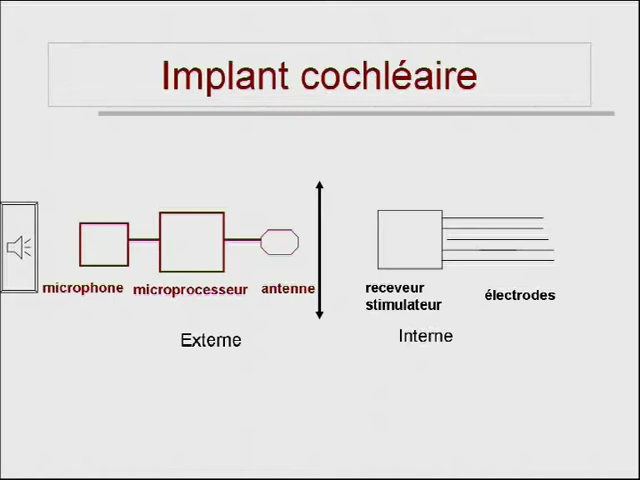 Implant cochléaire
microphone
microprocesseur
antenne
receveur
stimulateur
électrodes
Externe
Interne